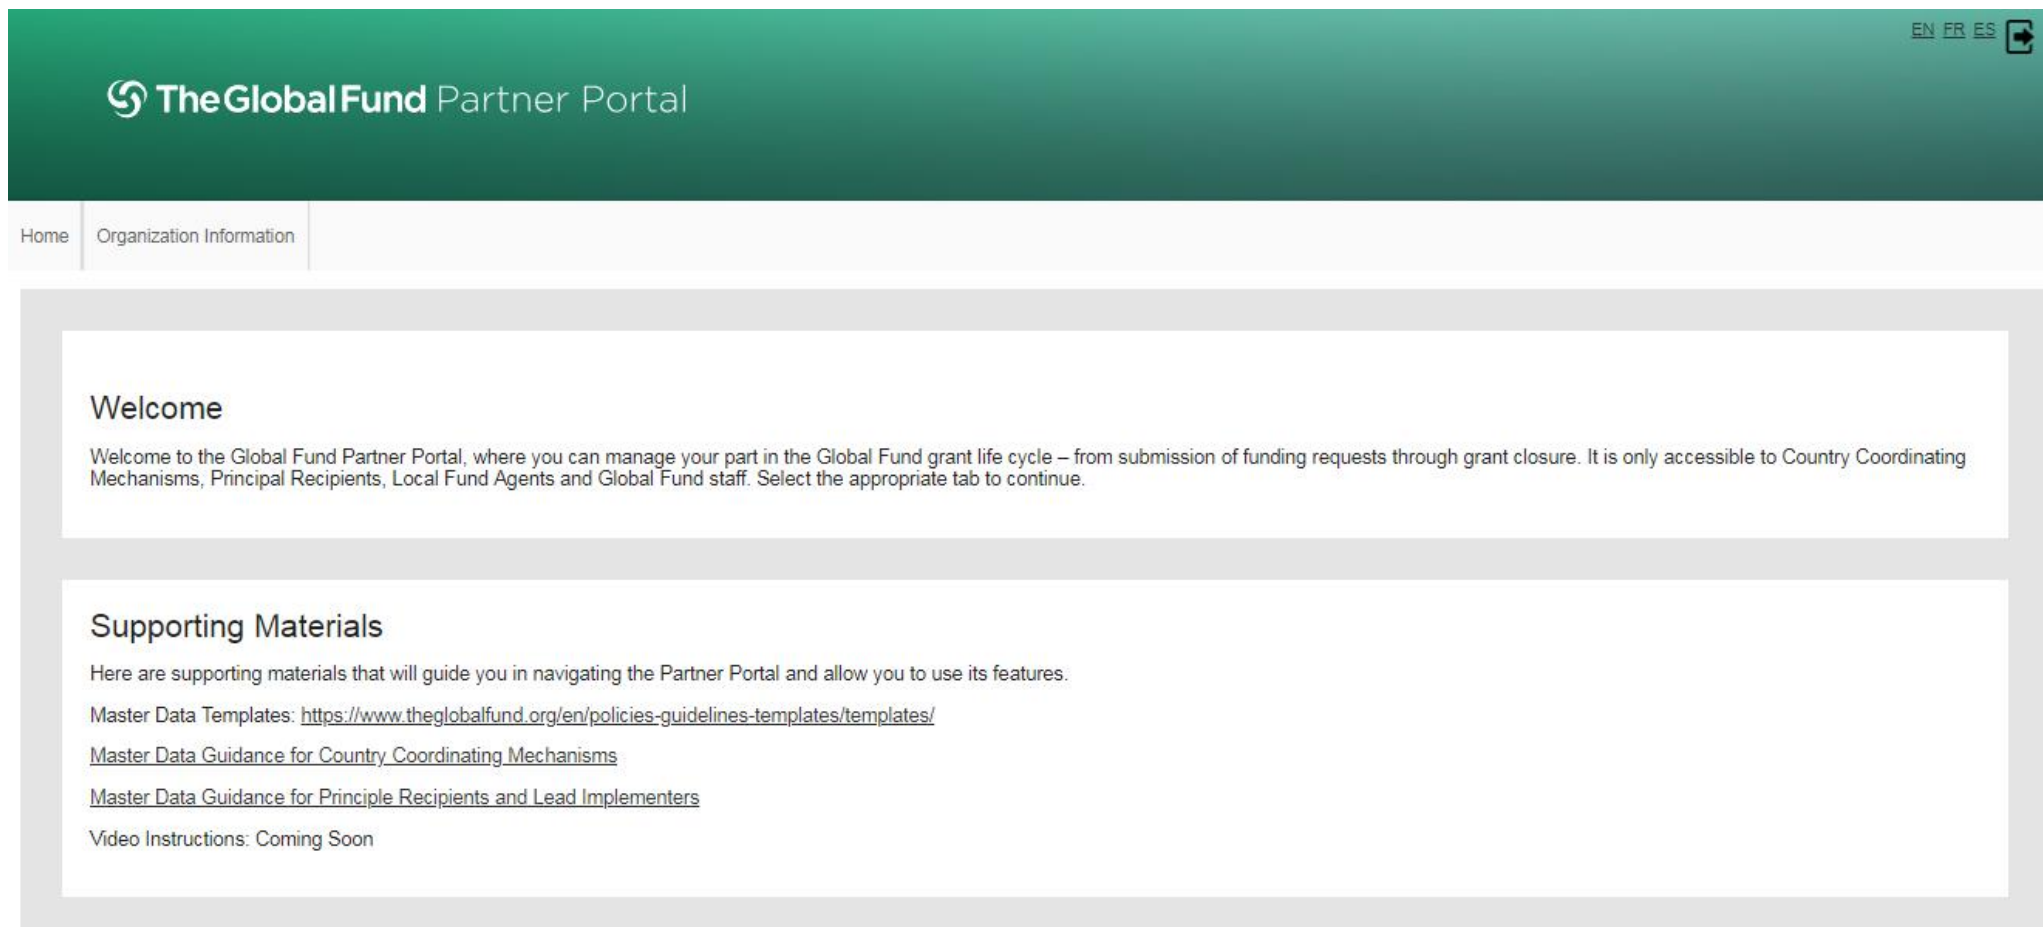 EN FR ES
The Global Fund Partner Portal
Home Organization Information
Welcome
Welcome to the Global Fund Partner Portal, where you can manage your part in the Global Fund grant life cycle – from submission of funding requests through grant closure. It is only accessible to Country Coordinating
Mechanisms, Principal Recipients, Local Fund Agents and Global Fund staff. Select the appropriate tab to continue.
Supporting Materials
Here are supporting materials that will guide you in navigating the Partner Portal and allow you to use its features.
Master Data Templates: https://www.theglobalfund.org/en/policies-guidelines-templates/templates/
Master Data Guidance for Country Coordinating Mechanisms
Master Data Guidance for Principle Recipients and Lead Implementers
Video Instructions: Coming Soon